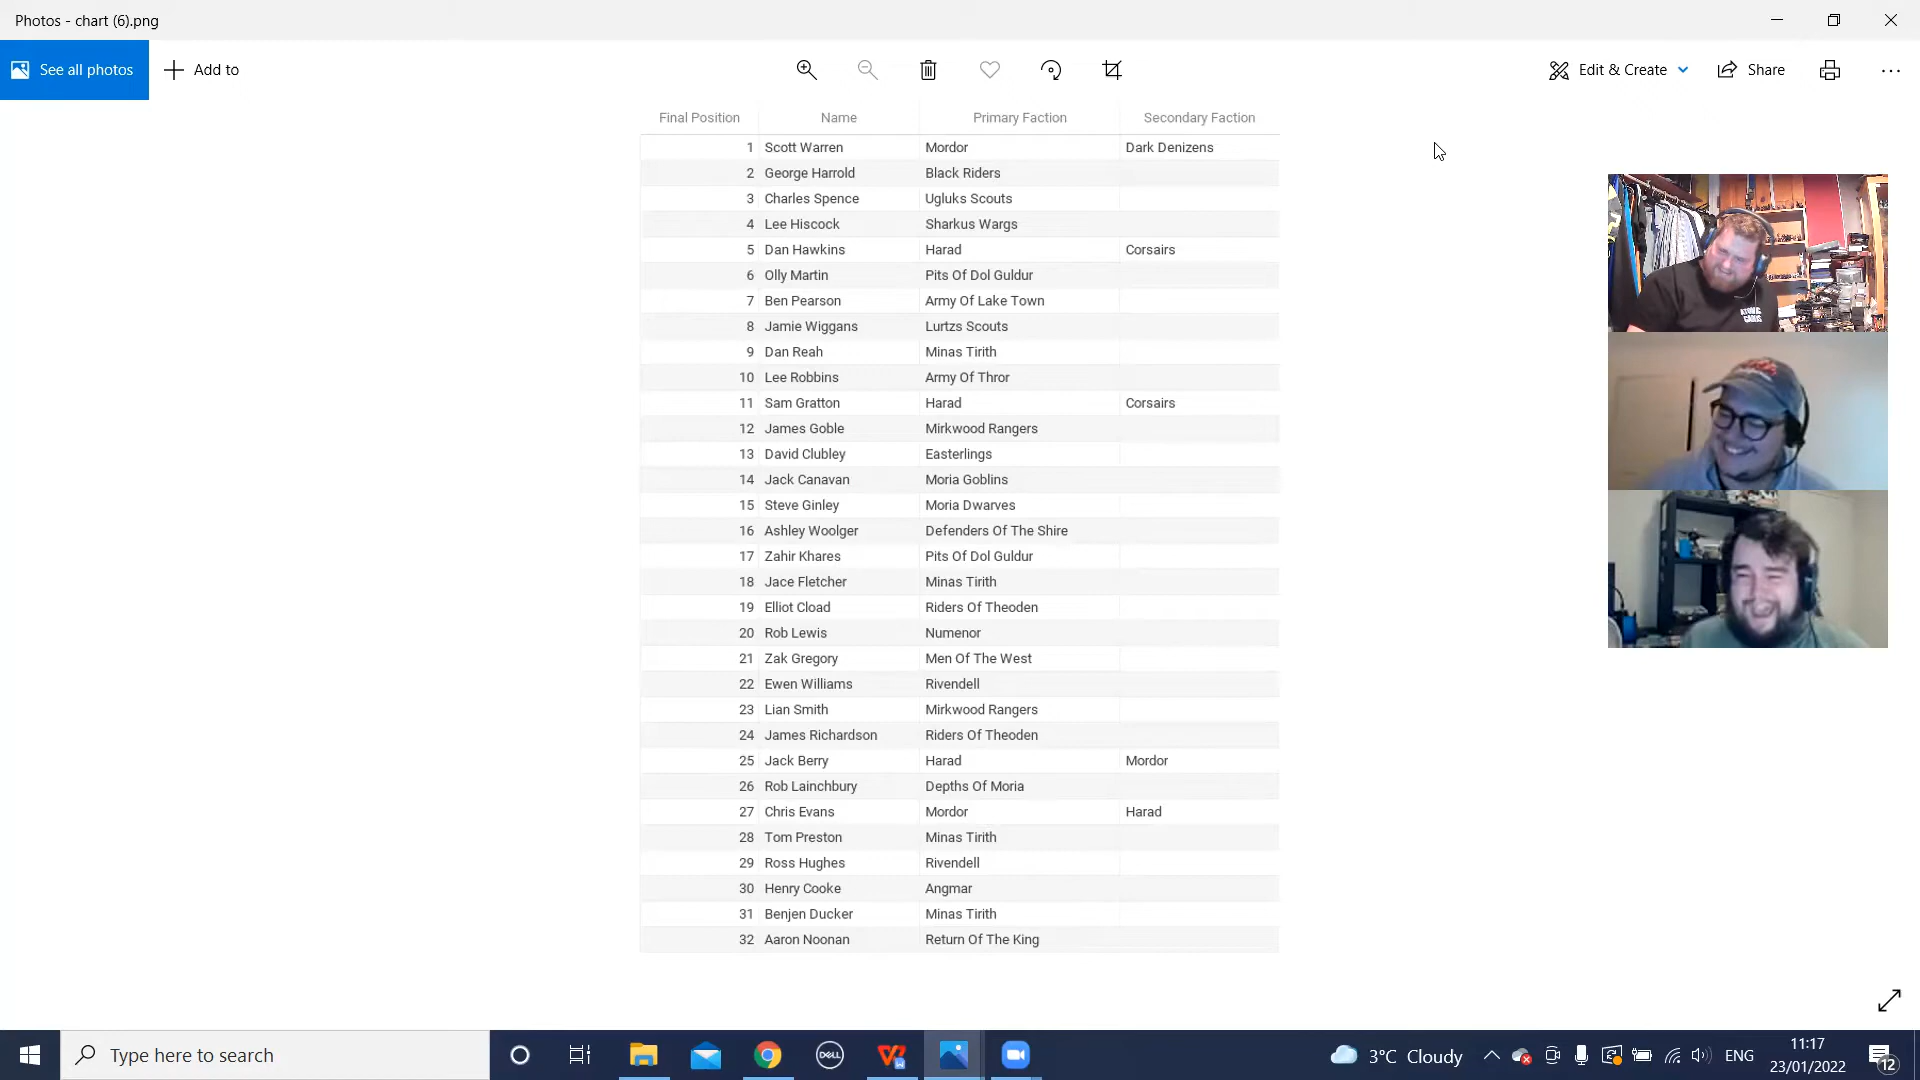 Photos - chart (6).png
See all photos
Add to
Edit & Create
Share
Final Position Name Primary Faction Secondary Faction
1 Scott Warren Mordor Dark Denizens
2 George Harrold Black Riders
3 Charles Spence Ugluks Scouts
4 Lee Hiscock Sharkus Wargs
5 Dan Hawkins Harad Corsairs
6 Olly Martin Pits Of Dol Guldur
7 Ben Pearson Army Of Lake Town
8 Jamie Wiggans Lurtzs Scouts
9 Dan Reah Minas Tirith
10 Lee Robbins Army Of Thror
11 Sam Gratton Harad Corsairs
12 James Goble Mirkwood Rangers
13 David Clubley Easterlings
14 Jack Canavan Moria Goblins
15 Steve Ginley Moria Dwarves
16 Ashley Woolger Defenders Of The Shire
17 Zahir Khares Pits Of Dol Guldur
18 Jace Fletcher Minas Tirith
19 Elliot Cload Riders Of Theoden
20 Rob Lewis Numenor
21 Zak Gregory Men Of The West
22 Ewen Williams Rivendell
23 Lian Smith Mirkwood Rangers
24 James Richardson Riders Of Theoden
25 Jack Berry Harad Mordor
26 Rob Lainchbury Depths Of Moria
27 Chris Evans Mordor Harad
28 Tom Preston Minas Tirith
29 Ross Hughes Rivendell
30 Henry Cooke Angmar
31 Benjen Ducker Minas Tirith
32 Aaron Noonan Return Of The King
Type here to search
DELL
3°C Cloudy
ENG
11:17
23/01/2022
12